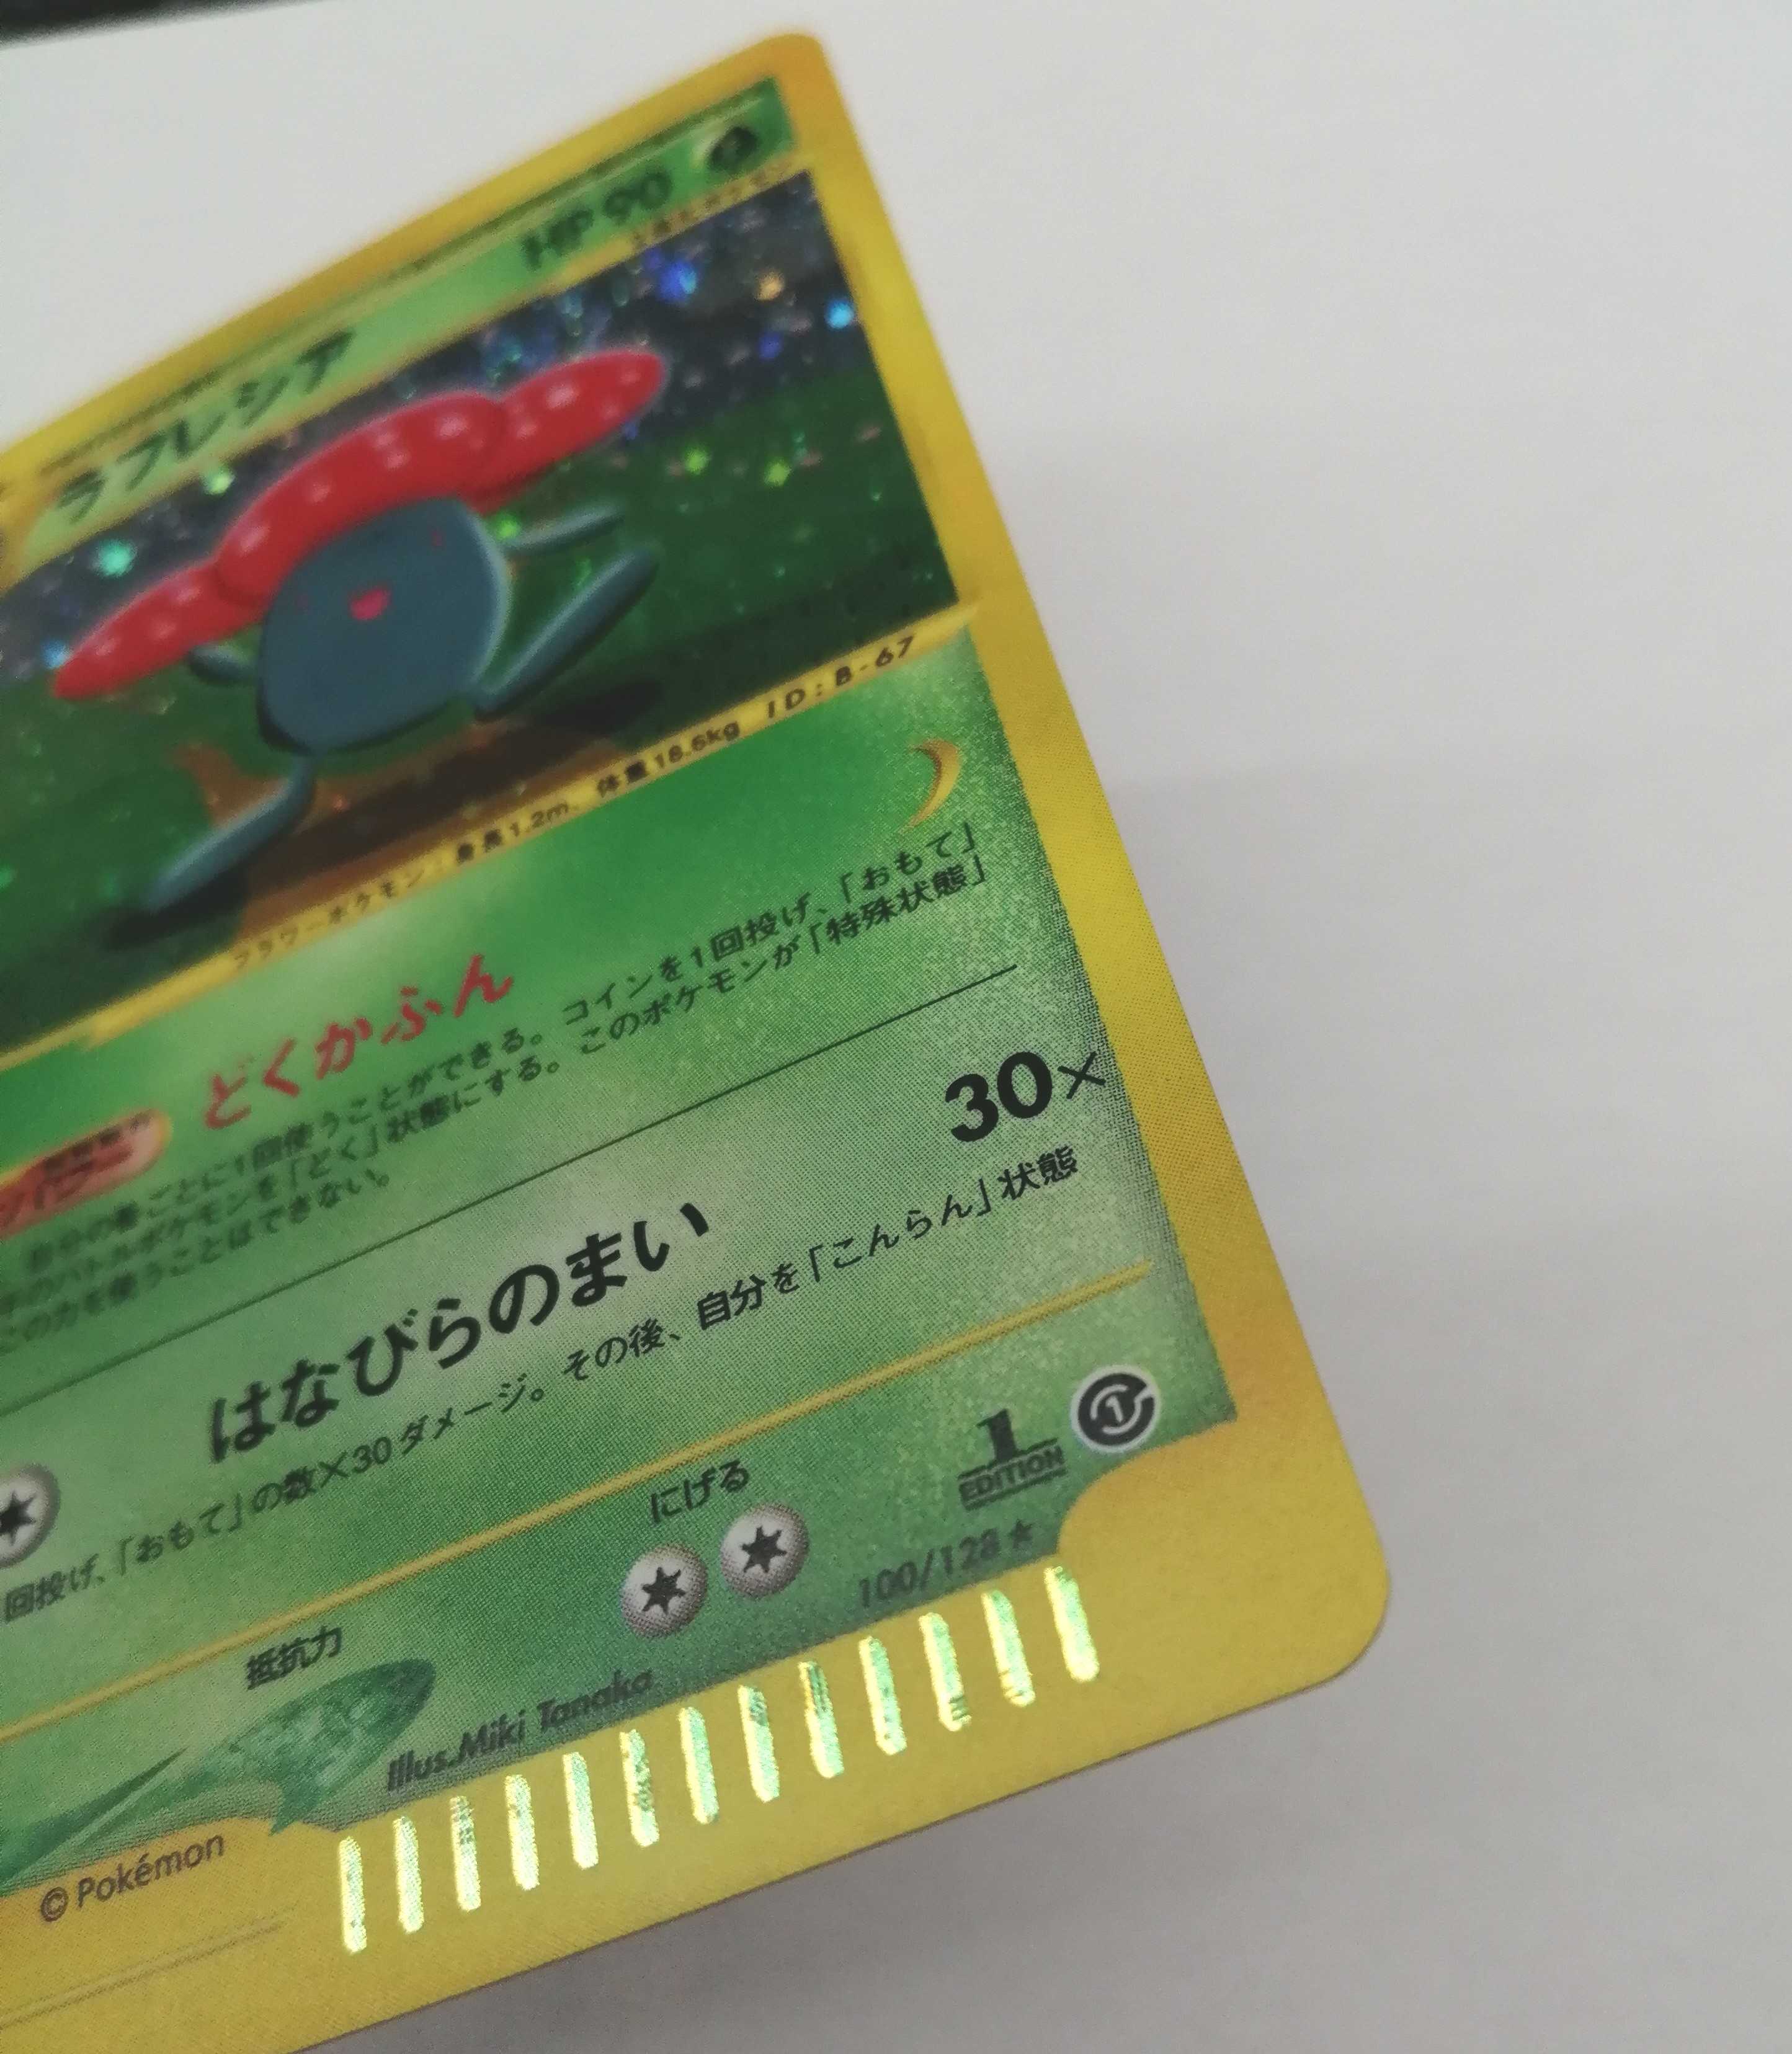 ラフレシア HP 90
フラワーポケモン:身長1.2m、体重18.6kg ID:B-67
どくかふん
自分の番ごとに1回使うことができる。コインを1回投げ、「おもて」
バトルポケモンを「どく」状態にする。このポケモンが「特殊状態」
この力を使うことはできない。
はなびらのまい 30×
回投げ、「おもて」の数×30ダメージ。その後、自分を「こんらん」状態
抵抗力
にげる
1
EDITION
100/128★
Illus.Miki Tanaka
© Pokémon